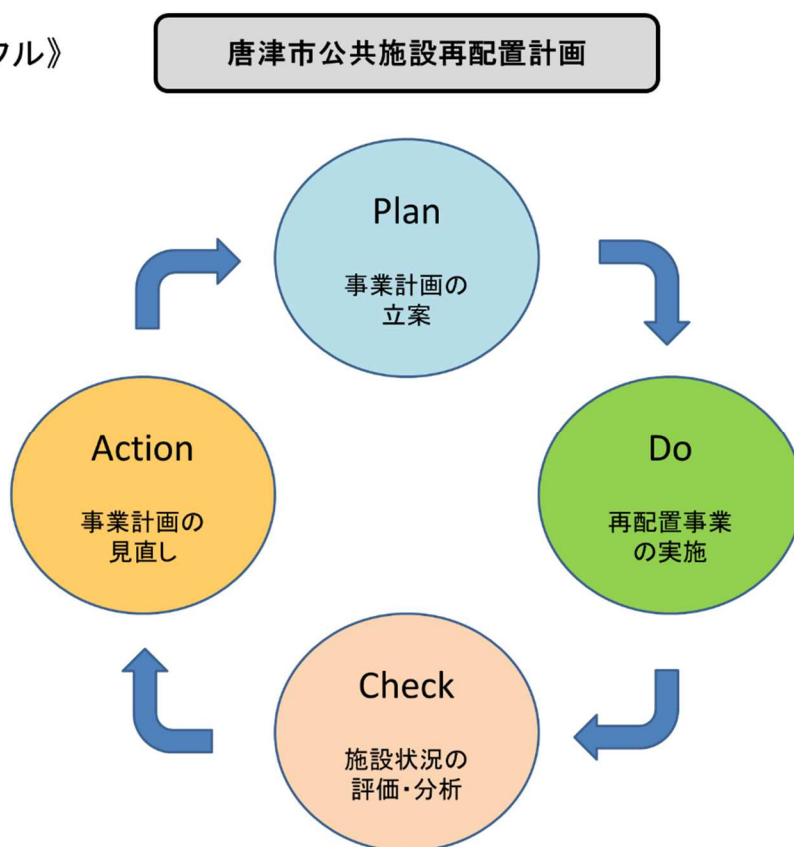 クル》
唐津市公共施設再配置計画
Plan
事業計画の
立案
Action
事業計画の
見直し
Do
再配置事業
の実施
Check
施設状況の
評価・分析